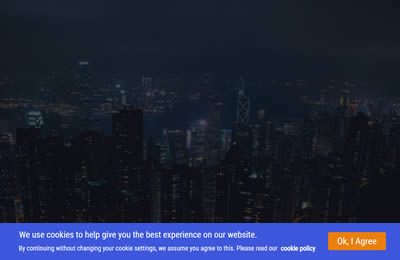 We use cookies to help give you the best experience on our website.
By continuing without changing your cookie settings, we assume you agree to this. Please read our cookie policy
Ok, I Agree